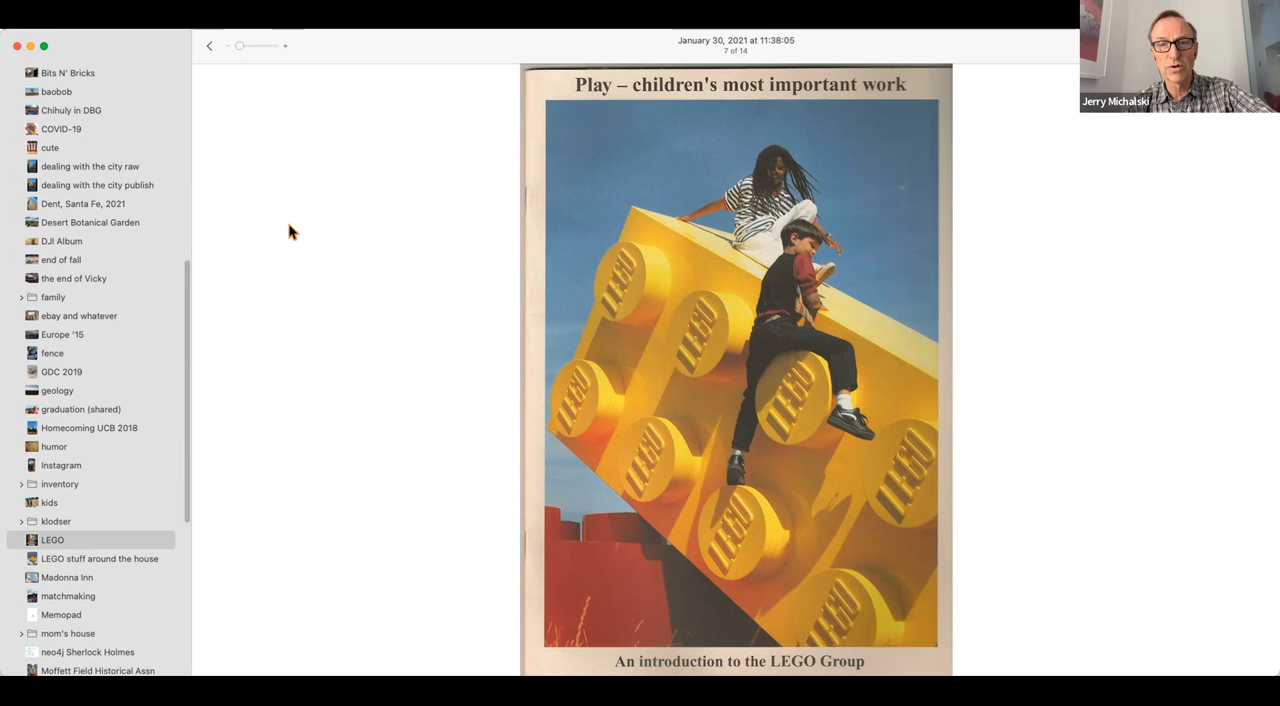 January 30, 2021 at 11:38:05
7 of 14
Bits N' Bricks
baobob
Chihuly in DBG
COVID-19
cute
dealing with the city raw
dealing with the city publish
Dent, Santa Fe, 2021
Desert Botanical Garden
DJI Album
end of fall
the end of Vicky
family
ebay and whatever
Europe '15
fence
GDC 2019
geology
graduation (shared)
Homecoming UCB 2018
humor
Instagram
inventory
kids
klodser
LEGO
LEGO stuff around the house
Madonna Inn
matchmaking
Memopad
mom's house
neo4j Sherlock Holmes
Moffett Field Historical Assn
Play – children's most important work
LEGO
LEGO
LEGO
LEGO
LEGO
LEGO
LEGO
LEGO
An introduction to the LEGO Group
Jerry Michalski